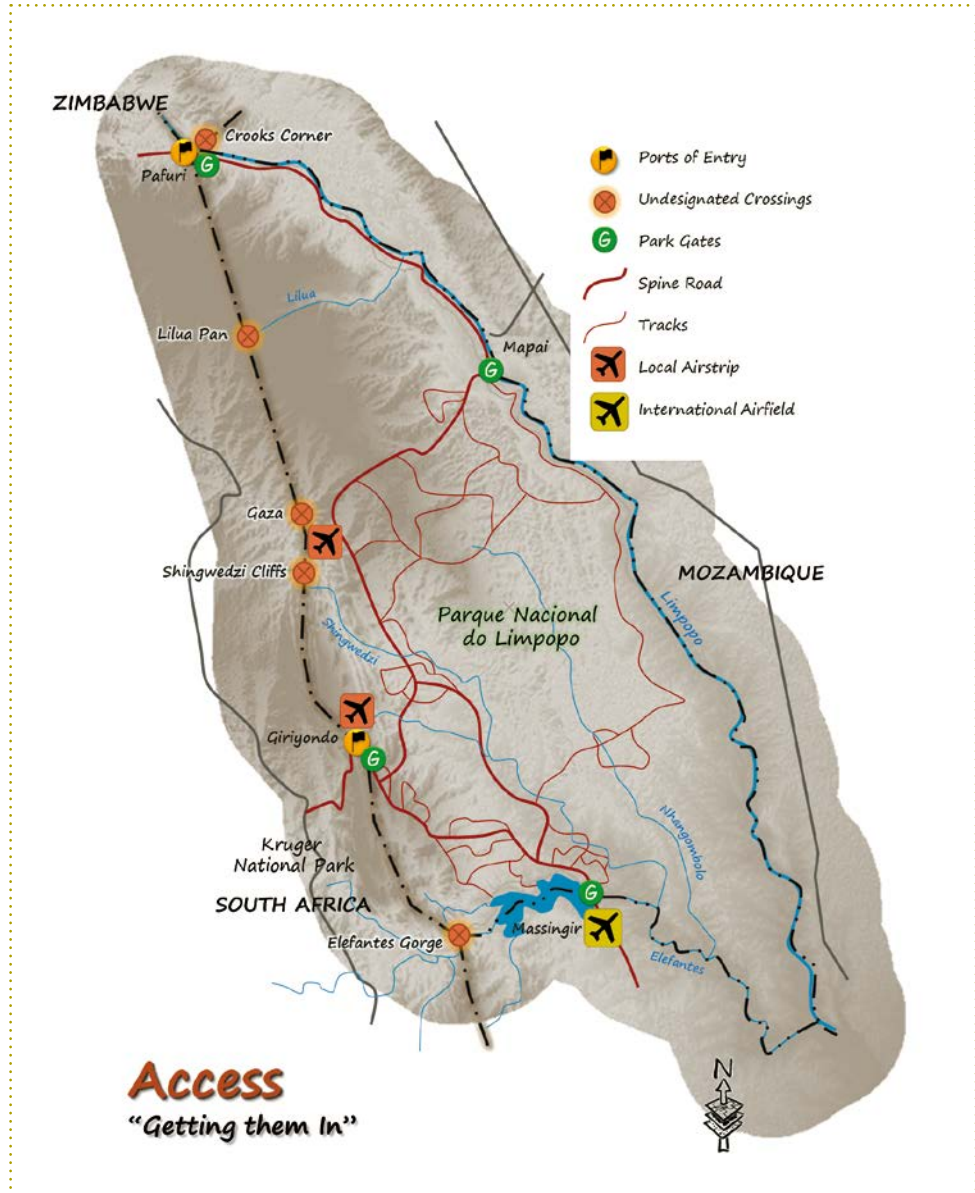 ZIMBABWE
Crooks Corner
Pafuri
G
Ports of Entry
Undesignated Crossings
G
Park Gates
Spine Road
Tracks
Local Airstrip
International Airfield
Lilua
Lilua Pan
Mapai
G
Gaza
Shingwedzi Cliffs
MOZAMBIQUE
Limpopo
Parque Nacional
do Limpopo
Shingwedzi
Giriyondo
G
Nhangombolo
Kruger
National Park
SOUTH AFRICA
G
Massingir
Elefantes Gorge
Elefantes
N
Access
“Getting them In”